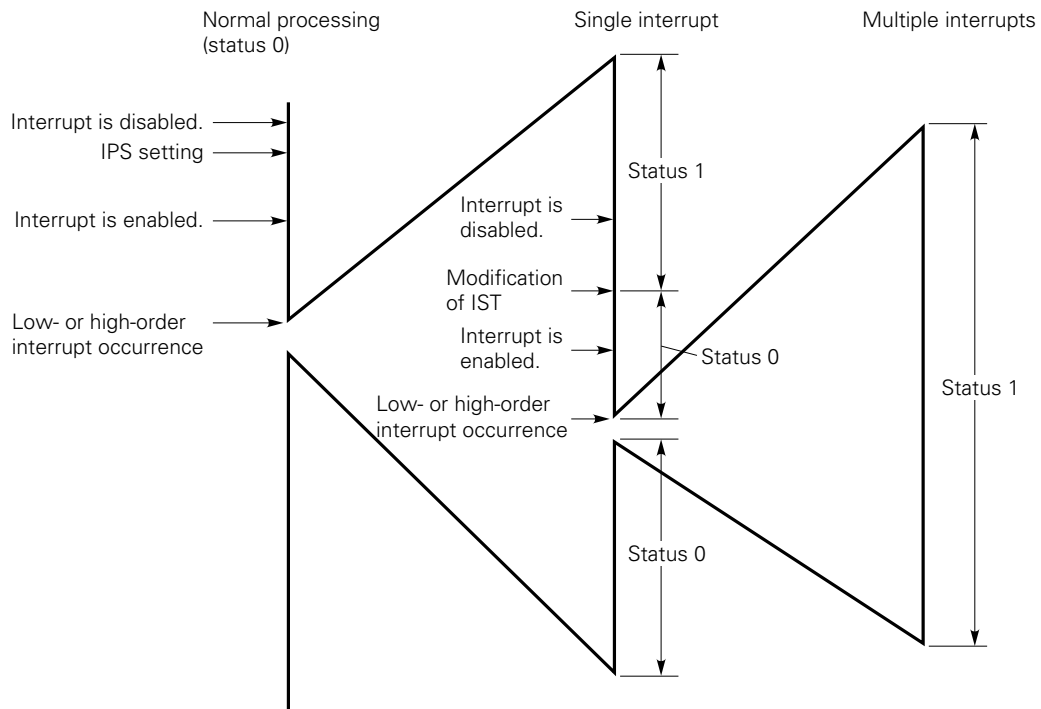 Normal processing
(status 0)
Single interrupt
Multiple interrupts
Interrupt is disabled.
IPS setting
Interrupt is enabled.
Low- or high-order
interrupt occurrence
Status 1
Interrupt is
disabled.
Modification
of IST
Interrupt is
enabled.
Status 0
Low- or high-order
interrupt occurrence
Status 1
Status 0